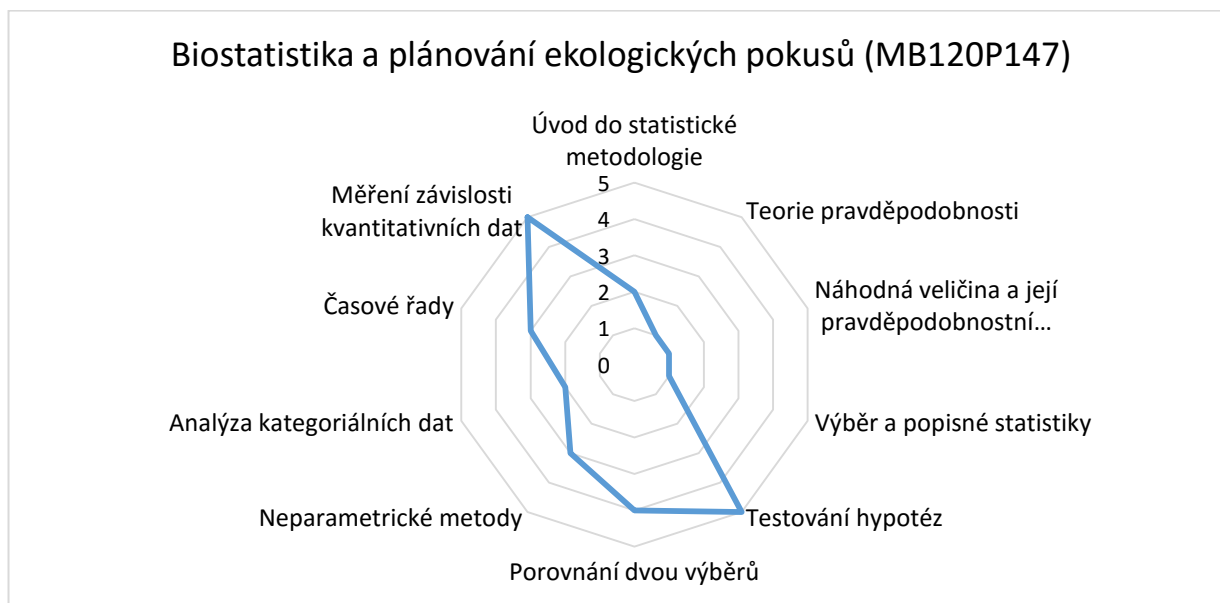 Biostatistika a plánování ekologických pokusů (MB120P147)
Úvod do statistické
metodologie
Teorie pravděpodobnosti
Náhodná veličina a její
pravděpodobnostní...
Výběr a popisné statistiky
Testování hypotéz
Porovnání dvou výběrů
Neparametrické metody
Analýza kategoriálních dat
Časové řady
Měření závislosti
kvantitativních dat
5
4
3
2
1
0